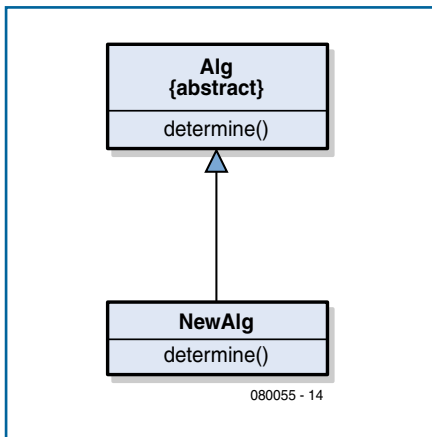 Alg
{abstract}
determine()
NewAlg
determine()
080055 - 14